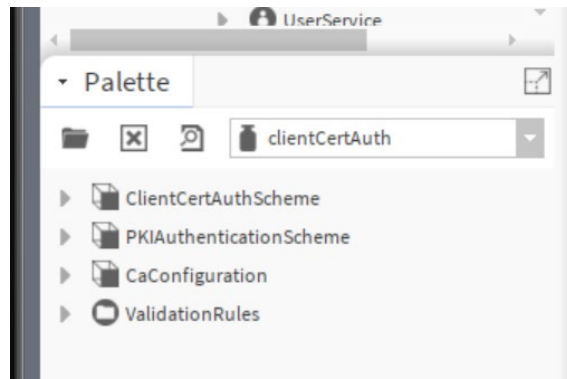 UserService
Palette
clientCertAuth
ClientCertAuthScheme
PKIAuthenticationScheme
CaConfiguration
ValidationRules